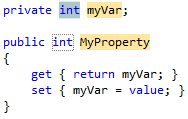 private int myVar;
public int MyProperty
{
get { return myVar; }
set { myVar = value; }
}